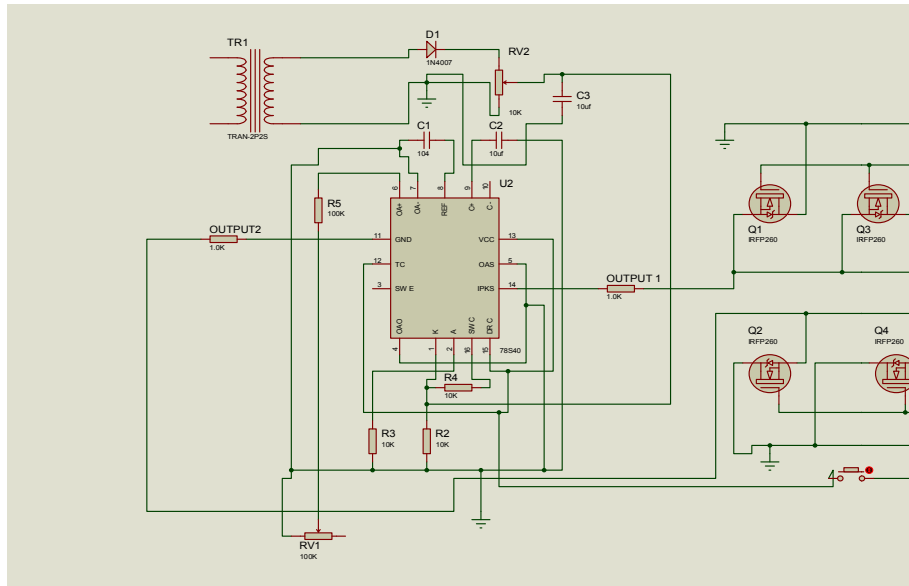 TR1
TRAN-2P2S
D1
1N4007
RV2
10K
C3
10uf
C1
104
C2
10uf
U2
6
7
8
9
10
OA+
OA-
REF
C+
C-
R5
100K
OUTPUT2
1.0K
11
GND
VCC
13
12
TC
OAS
5
3
SW E
IPKS
14
OUTPUT 1
1.0K
OAO
K
A
SW C
DR C
4
1
2
16
15
78S40
R4
10K
R3
10K
R2
10K
RV1
100K
Q1
IRFP260
Q3
IRFP260
Q2
IRFP260
Q4
IRFP260